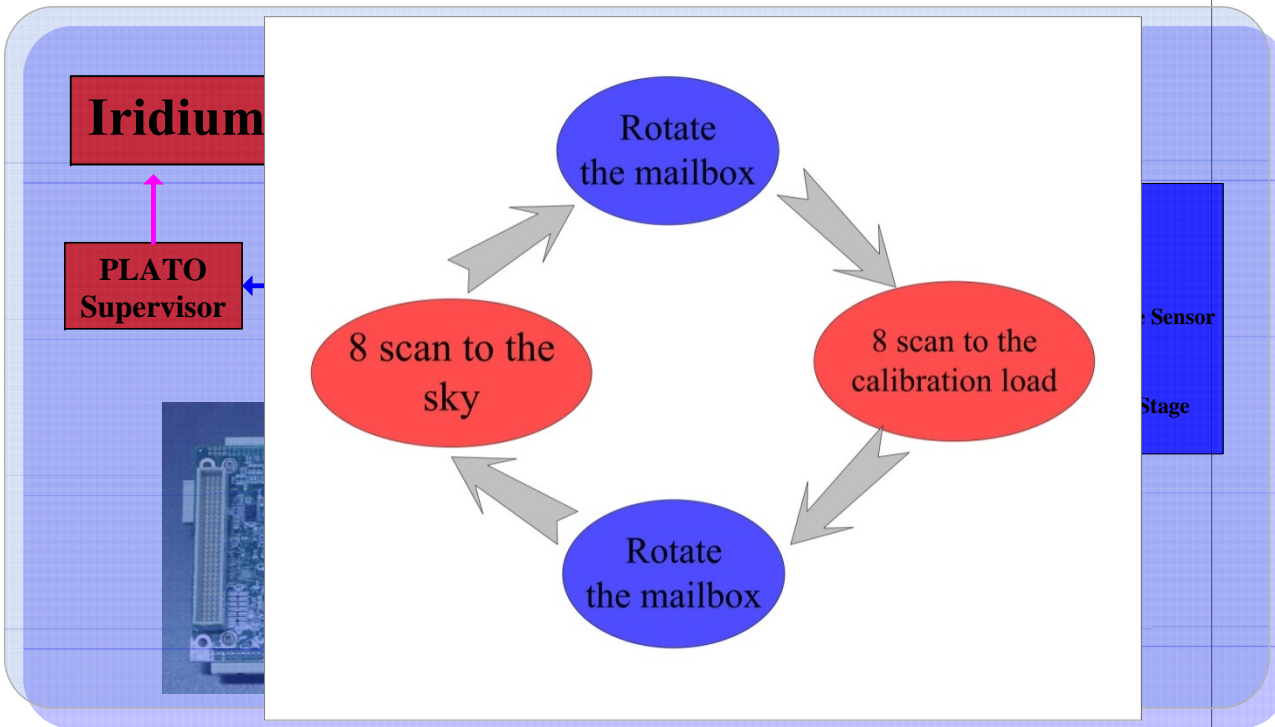 Iridium
Rotate
the mailbox
PLATO
Supervisor
8 scan to the
sky
8 scan to the
calibration load
Sensor
Stage
Rotate
the mailbox